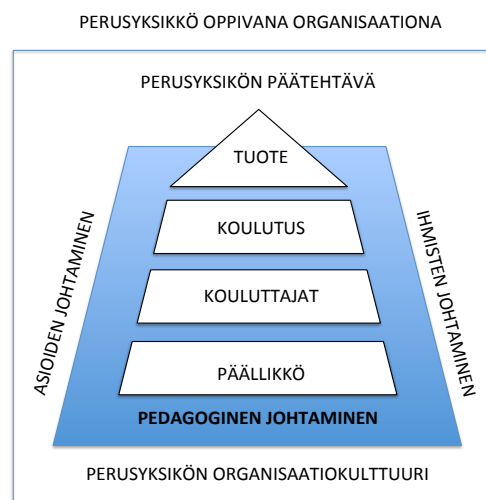 PERUSYKSIKKÖ OPPIVANA ORGANISAATIONA
PERUSYKSIKÖN PÄÄTEHTÄVÄ
TUOTE
KOULUTUS
KOULUTTAJAT
PÄÄLLIKKÖ
ASIOIDEN JOHTAMINEN
IHMISTEN JOHTAMINEN
PEDAGOGINEN JOHTAMINEN
PERUSYKSIKÖN ORGANISAATIOKULTTUURI